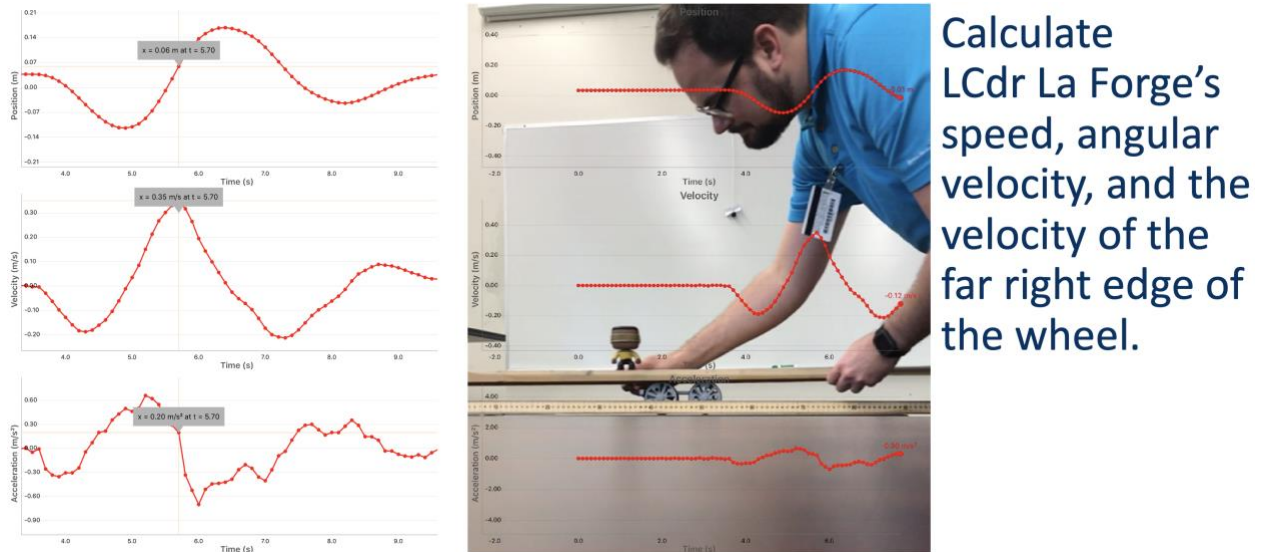 0.21
0.14
x = 0.06 m at t = 5.70
0.07
0.00
-0.07
-0.14
-0.21
Position (m)
4.0 5.0 6.0 7.0 8.0 9.0
Time (s)
x = 0.35 m/s at t = 5.70
0.30
0.20
0.10
0.00
-0.10
-0.20
Velocity (m/s)
4.0 5.0 6.0 7.0 8.0 9.0
Time (s)
0.60
x = 0.20 m/s² at t = 5.70
0.30
0.00
-0.30
-0.60
-0.90
Acceleration (m/s²)
4.0 5.0 6.0 7.0 8.0 9.0
Time (s)
Position
0.40
0.20
0.00
-0.20
-0.40
Position (m)
-2.0 0.0 2.0 4.0 6.0
Time (s)
Velocity
0.40
0.20
0.00
-0.12 m/s
-0.20
-0.40
Velocity (m/s)
-2.0 0.0 2.0 4.0 6.0
(s)
Acceleration
4.00
2.00
0.00
-2.00
-4.00
Acceleration (m/s²)
-2.0 0.0 2.0 4.0 6.0
Time (s)
Calculate
LCdr La Forge’s
speed, angular
velocity, and the
velocity of the
far right edge of
the wheel.